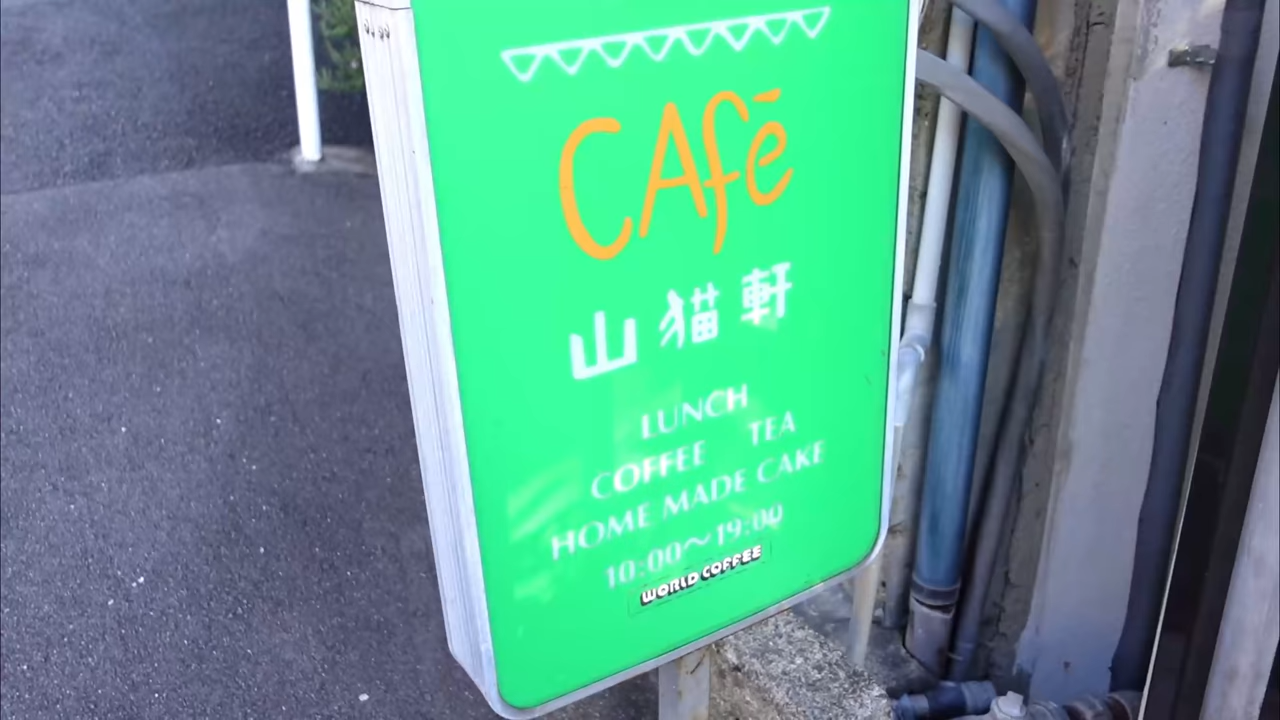 CAfé
山猫軒
LUNCH
COFFEE TEA
HOME MADE CAKE
10:00〜19:00
WORLD COFFEE